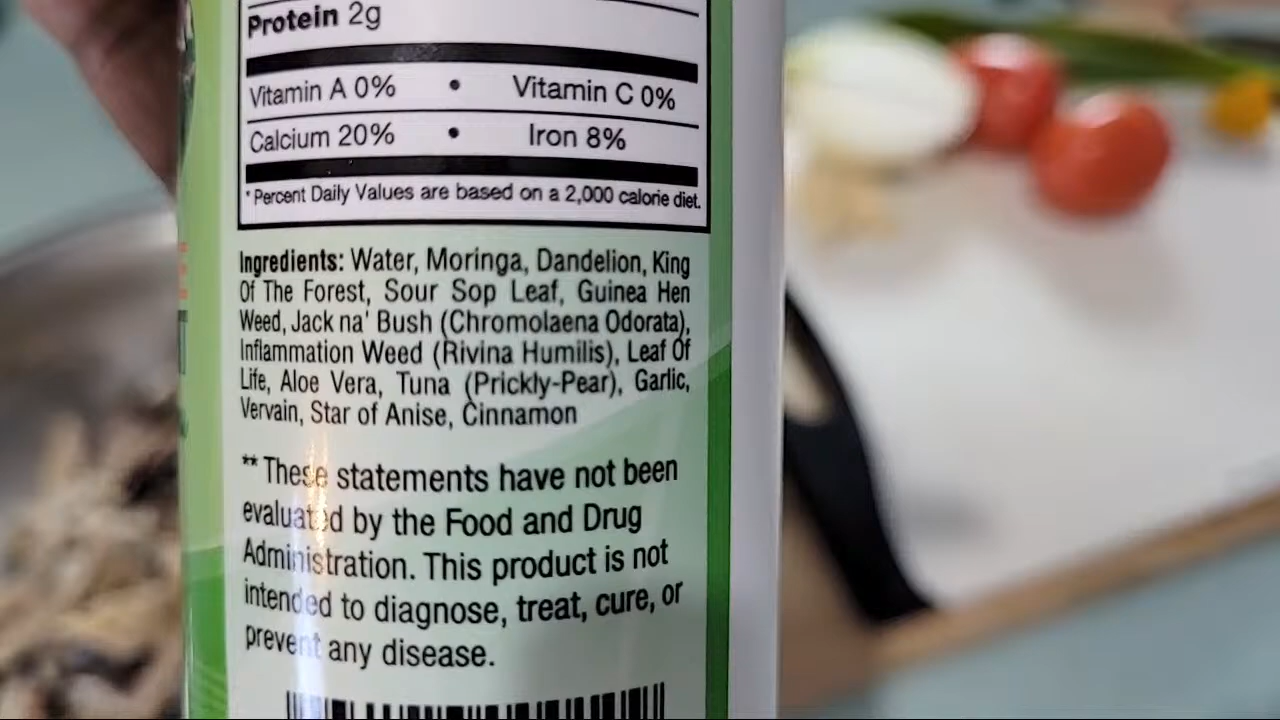 Protein 2g
Vitamin A 0% • Vitamin C 0%
Calcium 20% • Iron 8%
* Percent Daily Values are based on a 2,000 calorie diet.
Ingredients: Water, Moringa, Dandelion, King
Of The Forest, Sour Sop Leaf, Guinea Hen
Weed, Jack na' Bush (Chromolaena Odorata),
Inflammation Weed (Rivina Humilis), Leaf Of
Life, Aloe Vera, Tuna (Prickly-Pear), Garlic,
Vervain, Star of Anise, Cinnamon
** These statements have not been
evaluated by the Food and Drug
Administration. This product is not
intended to diagnose, treat, cure, or
prevent any disease.